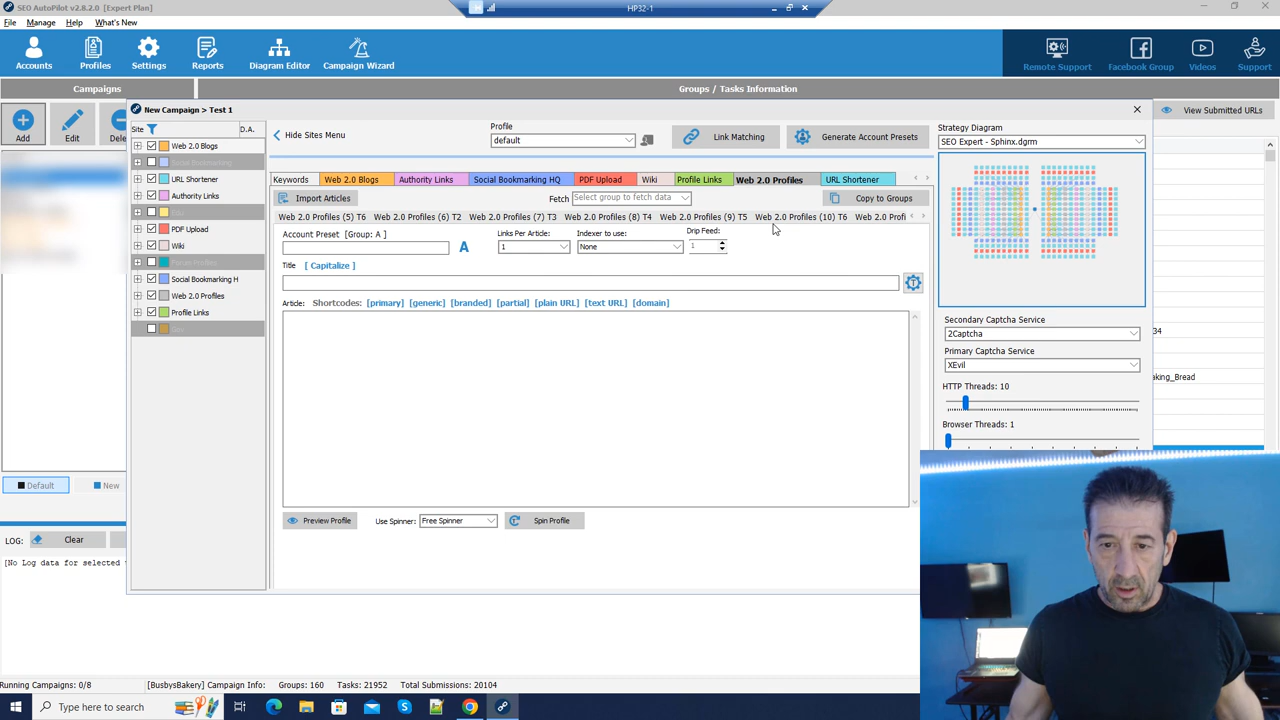 SEO AutoPilot v2.8.2.0 [Expert Plan]
HP32-1
File Manage Help What's New
Accounts Profiles Settings Reports Diagram Editor Campaign Wizard
Remote Support Facebook Group Videos Support
Campaigns
Groups / Tasks Information
Add Edit Dele
New Campaign > Test 1
View Submitted URLs
Site D.A.
Web 2.0 Blogs
Social Bookmarking
URL Shortener
Authority Links
PDF Upload
Wiki
Social Bookmarking H
Web 2.0 Profiles
Profile Links
Hide Sites Menu
Profile
default
Link Matching
Generate Account Presets
Strategy Diagram
SEO Expert - Sphinx.dgrm
Keywords Web 2.0 Blogs Authority Links Social Bookmarking HQ PDF Upload Wiki Profile Links Web 2.0 Profiles URL Shortener
Import Articles
Fetch Select group to fetch data
Copy to Groups
Web 2.0 Profiles (6) T2 Web 2.0 Profiles (7) T3 Web 2.0 Profiles (8) T4 Web 2.0 Profiles (9) T5 Web 2.0 Profi
Account Preset [Group: A ]
A
Links Per Article:
1
Indexer to use:
None
Drip Feed:
1
Title [ Capitalize ]
T
Article: Shortcodes: [primary] [generic] [branded] [partial] [plain URL] [text URL] [domain]
Preview Profile
Use Spinner: Free Spinner
Spin Profile
Secondary Captcha Service
2Captcha
Primary Captcha Service
XEvil
HTTP Threads: 10
Browser Threads: 1
34
aking_Bread
Default
New
LOG: Clear
[No Log data for selected
Running Campaigns: 0/8 [BusbysBakery] Campaign Info: Groups: 160 Tasks: 21952 Total Submissions: 20104
Type here to search